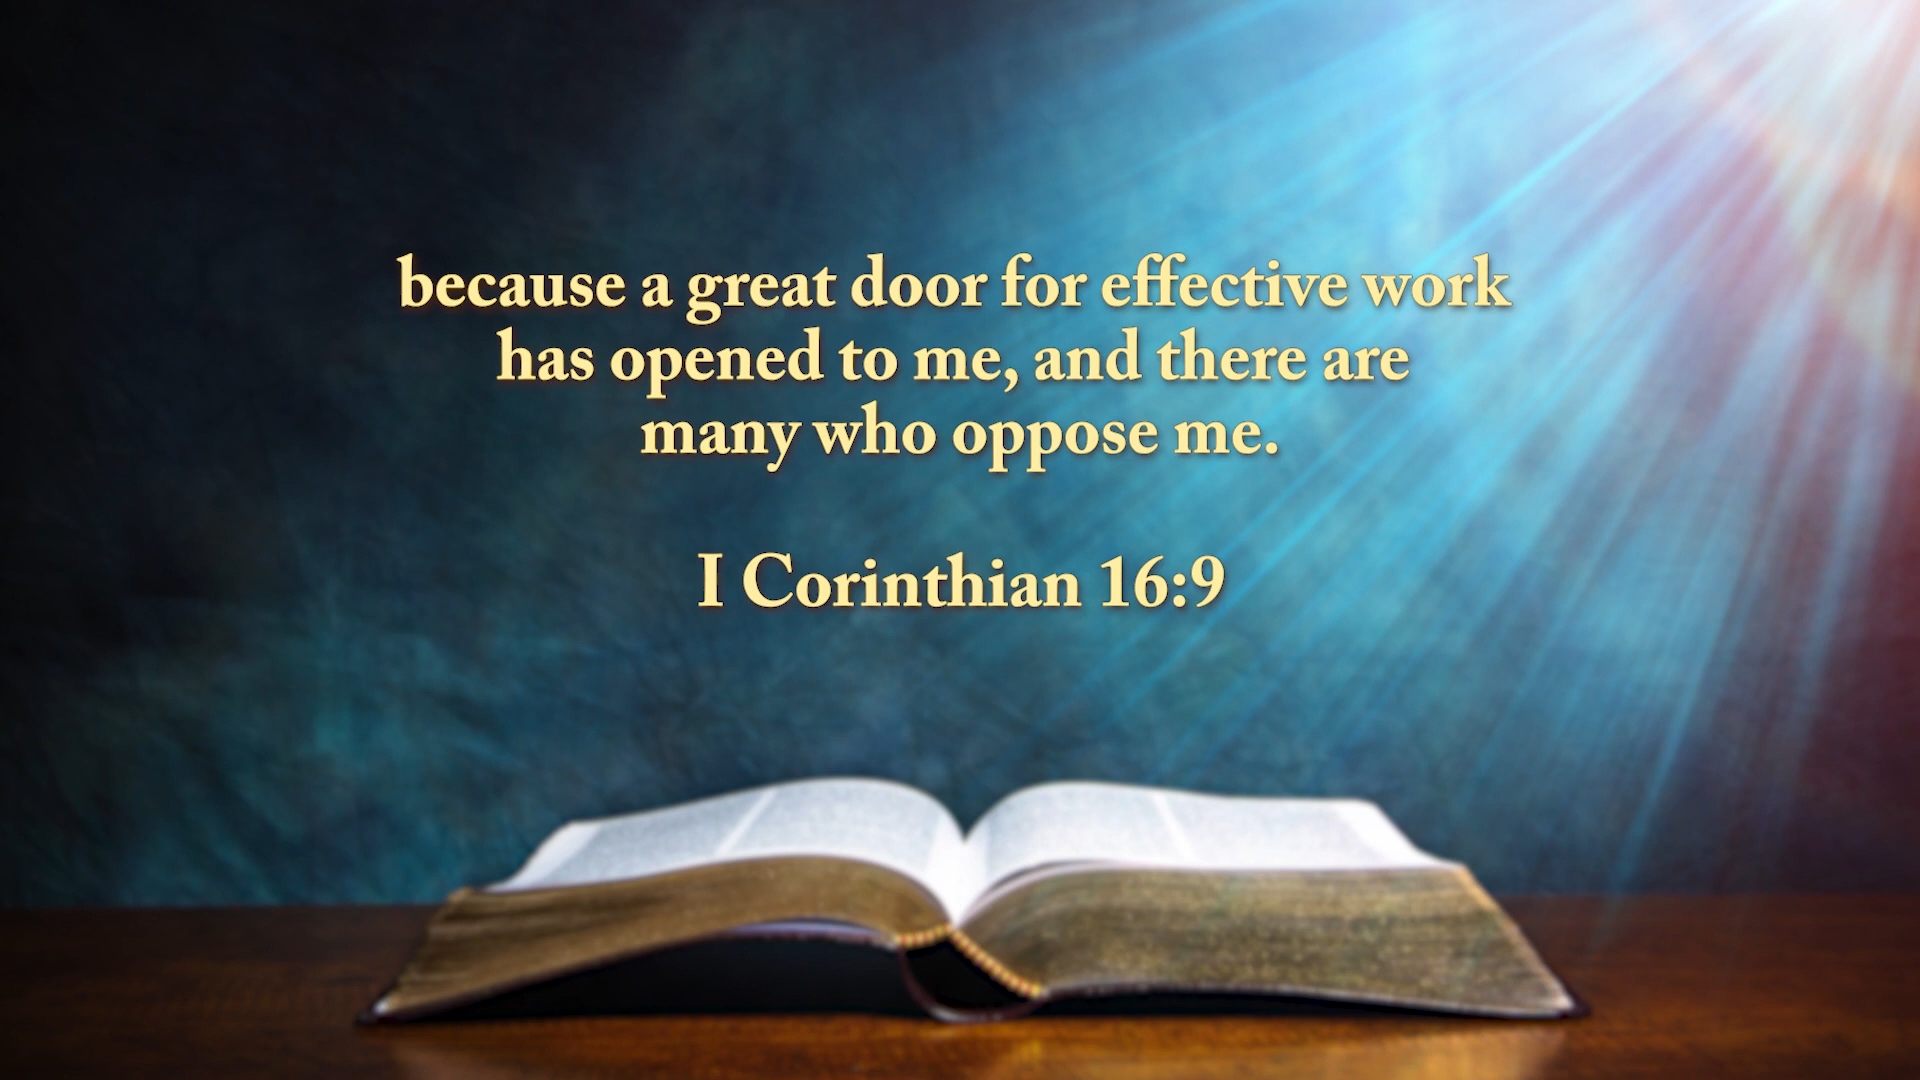 because a great door for effective work
has opened to me, and there are
many who oppose me.
I Corinthian 16:9